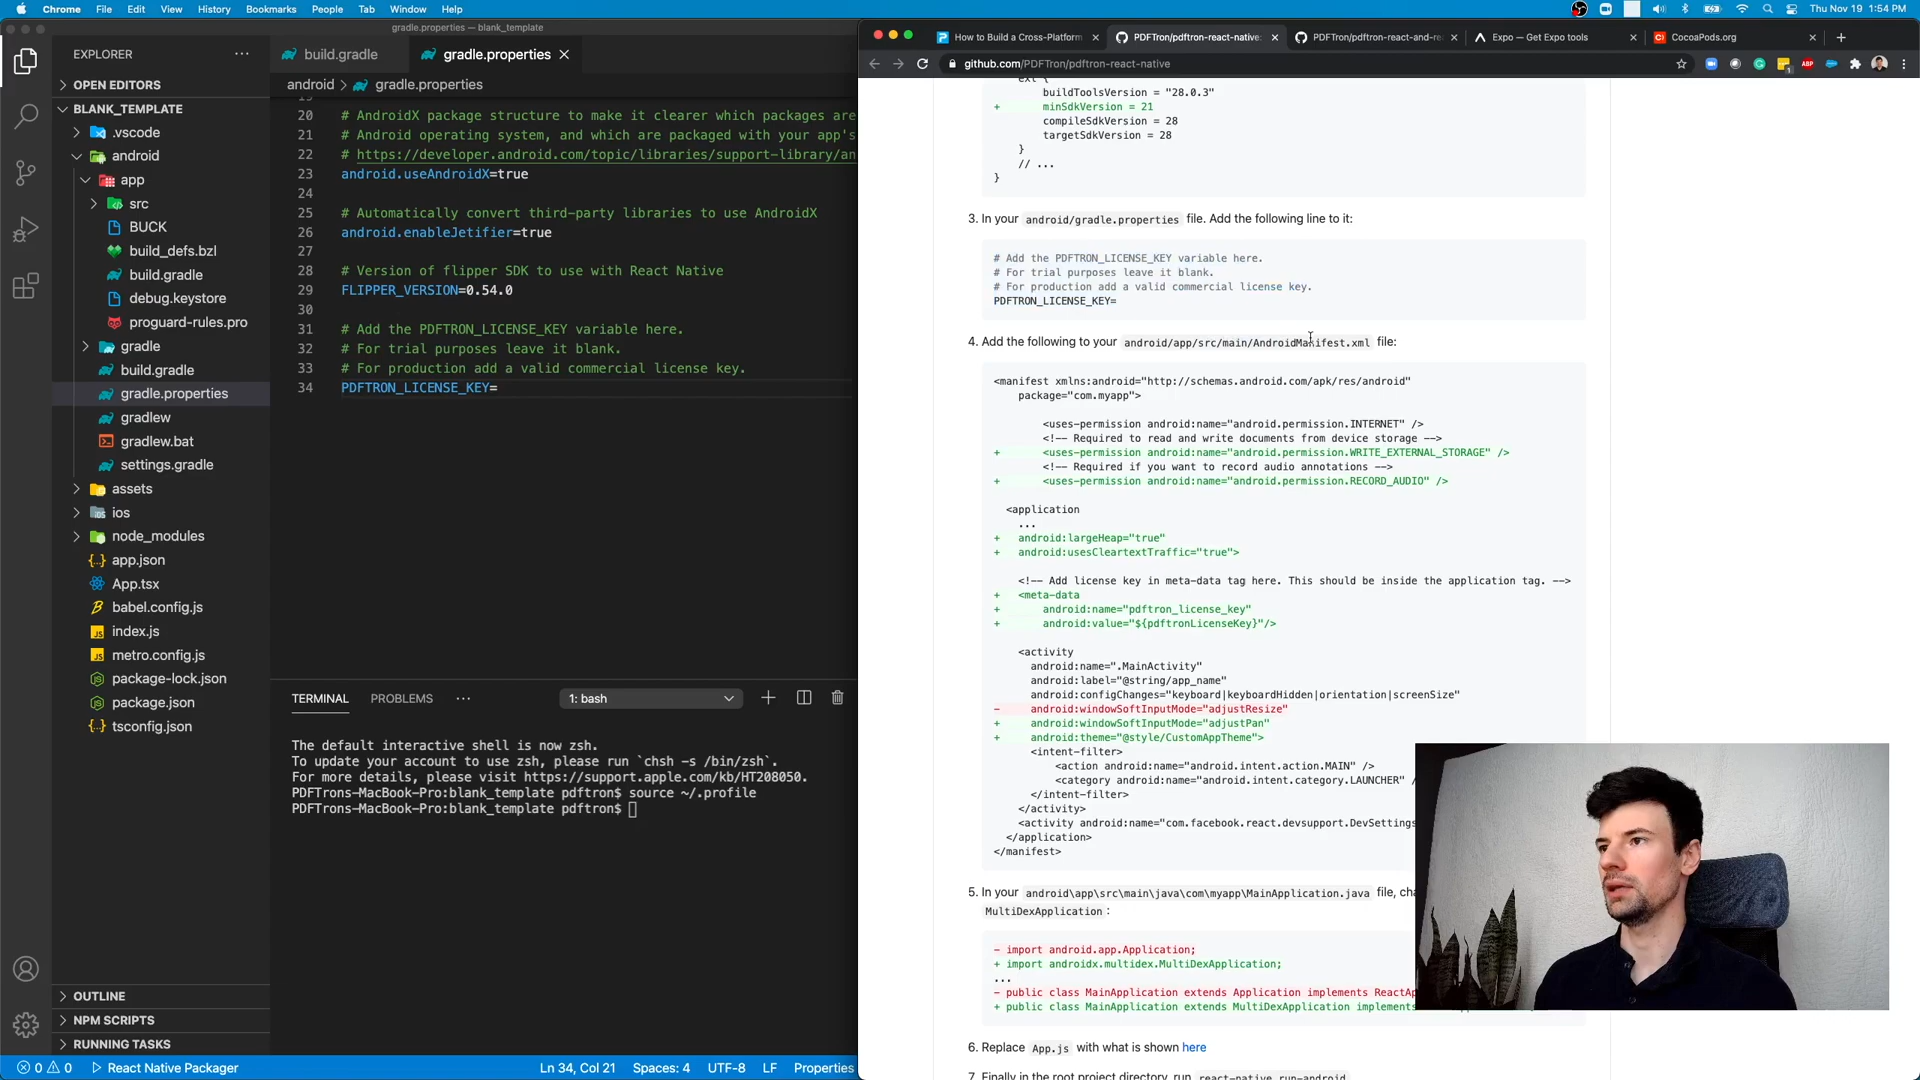 Chrome File Edit View History Bookmarks People Tab Window Help
Thu Nov 19 1:54 PM
gradle.properties — blank_template
EXPLORER
OPEN EDITORS
BLANK_TEMPLATE
.vscode
android
app
src
BUCK
build_defs.bzl
build.gradle
debug.keystore
proguard-rules.pro
gradle
build.gradle
gradle.properties
gradlew
gradlew.bat
settings.gradle
assets
ios
node_modules
app.json
App.tsx
babel.config.js
index.js
metro.config.js
package-lock.json
package.json
tsconfig.json
OUTLINE
NPM SCRIPTS
RUNNING TASKS
build.gradle
gradle.properties
android > gradle.properties
20 # AndroidX package structure to make it clearer which packages are
21 # Android operating system, and which are packaged with your app's
22 # https://developer.android.com/topic/libraries/support-library/an
23 android.useAndroidX=true
24
25 # Automatically convert third-party libraries to use AndroidX
26 android.enableJetifier=true
27
28 # Version of flipper SDK to use with React Native
29 FLIPPER_VERSION=0.54.0
30
31 # Add the PDFTRON_LICENSE_KEY variable here.
32 # For trial purposes leave it blank.
33 # For production add a valid commercial license key.
34 PDFTRON_LICENSE_KEY=
TERMINAL PROBLEMS ··· 1: bash
The default interactive shell is now zsh.
To update your account to use zsh, please run `chsh -s /bin/zsh`.
For more details, please visit https://support.apple.com/kb/HT208050.
PDFTrons-MacBook-Pro:blank_template pdftron$ source ~/.profile
PDFTrons-MacBook-Pro:blank_template pdftron$
0 0 React Native Packager Ln 34, Col 21 Spaces: 4 UTF-8 LF Properties
How to Build a Cross-Platform
PDFTron/pdftron-react-native:
PDFTron/pdftron-react-and-re
Expo — Get Expo tools
CocoaPods.org
github.com/PDFTron/pdftron-react-native
ext {
buildToolsVersion = "28.0.3"
+ minSdkVersion = 21
compileSdkVersion = 28
targetSdkVersion = 28
}
// ...
}
3. In your android/gradle.properties file. Add the following line to it:
# Add the PDFTRON_LICENSE_KEY variable here.
# For trial purposes leave it blank.
# For production add a valid commercial license key.
PDFTRON_LICENSE_KEY=
4. Add the following to your android/app/src/main/AndroidManifest.xml file:
<manifest xmlns:android="http://schemas.android.com/apk/res/android"
package="com.myapp">
<uses-permission android:name="android.permission.INTERNET" />
<!-- Required to read and write documents from device storage -->
+ <uses-permission android:name="android.permission.WRITE_EXTERNAL_STORAGE" />
<!-- Required if you want to record audio annotations -->
+ <uses-permission android:name="android.permission.RECORD_AUDIO" />
<application
...
+ android:largeHeap="true"
+ android:usesCleartextTraffic="true">
<!-- Add license key in meta-data tag here. This should be inside the application tag. -->
+ <meta-data
+ android:name="pdftron_license_key"
+ android:value="${pdftronLicenseKey}"/>
<activity
android:name=".MainActivity"
android:label="@string/app_name"
android:configChanges="keyboard|keyboardHidden|orientation|screenSize"
- android:windowSoftInputMode="adjustResize"
+ android:windowSoftInputMode="adjustPan"
+ android:theme="@style/CustomAppTheme">
<intent-filter>
<action android:name="android.intent.action.MAIN" />
<category android:name="android.intent.category.LAUNCHER" /
</intent-filter>
</activity>
<activity android:name="com.facebook.react.devsupport.DevSettings
</application>
</manifest>
5. In your android\app\src\main\java\com\myapp\MainApplication.java file, cha
MultiDexApplication :
- import android.app.Application;
+ import androidx.multidex.MultiDexApplication;
...
- public class MainApplication extends Application implements ReactAp
+ public class MainApplication extends MultiDexApplication implements
6. Replace App.js with what is shown here
7. Finally in the root project directory, run react-native run-android